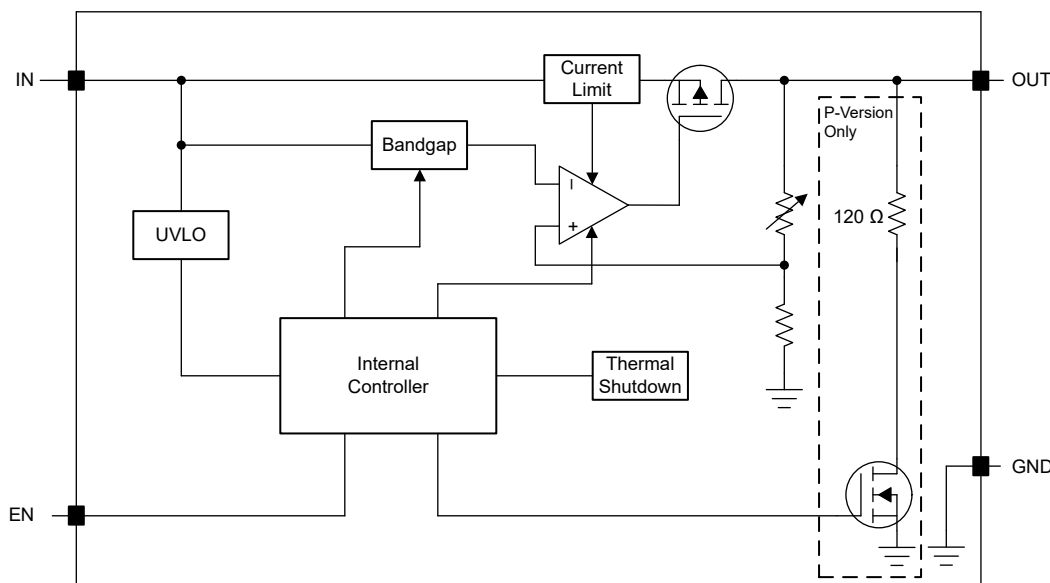 IN
Current
Limit
OUT
P-Version
Only
Bandgap
−
+
120 Ω
UVLO
Internal
Controller
Thermal
Shutdown
GND
EN